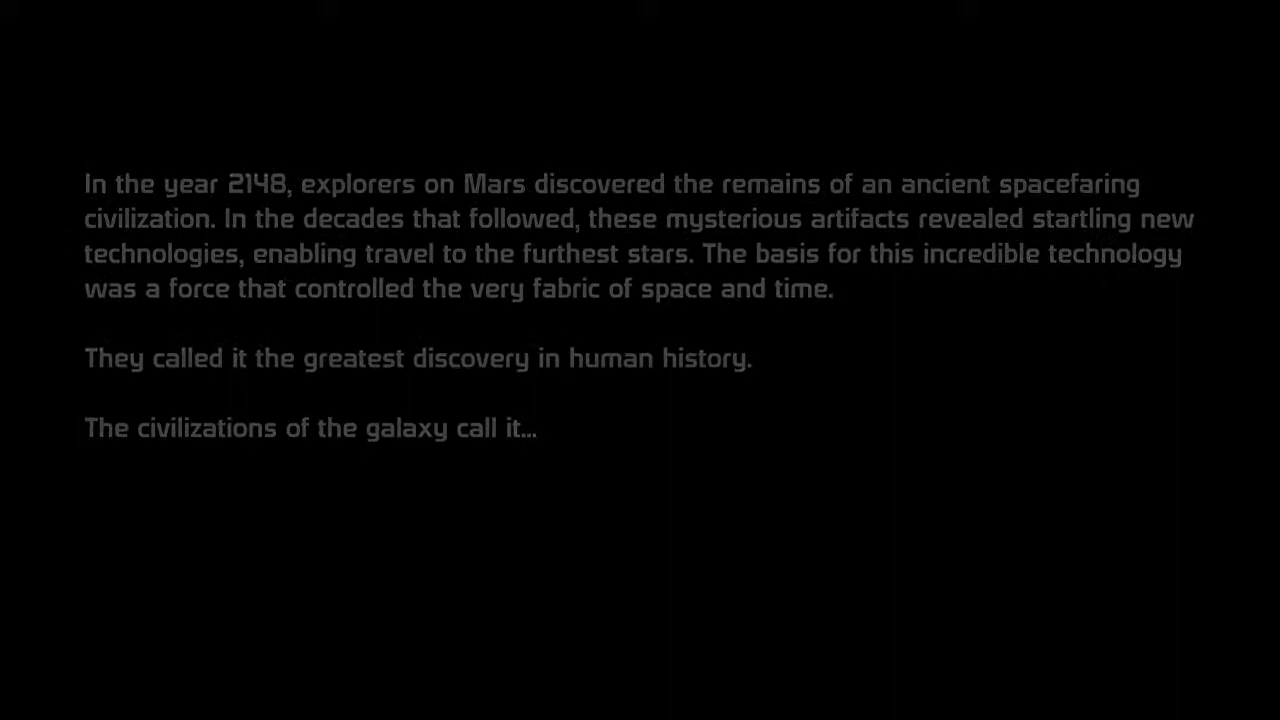 In the year 2148, explorers on Mars discovered the remains of an ancient spacefaring
civilization. In the decades that followed, these mysterious artifacts revealed startling new
technologies, enabling travel to the furthest stars. The basis for this incredible technology
was a force that controlled the very fabric of space and time.
They called it the greatest discovery in human history.
The civilizations of the galaxy call it...